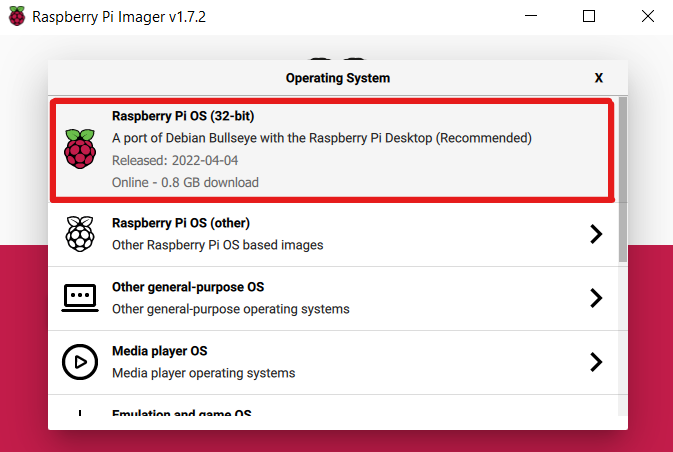 Raspberry Pi Imager v1.7.2
Operating System
X
Raspberry Pi OS (32-bit)
A port of Debian Bullseye with the Raspberry Pi Desktop (Recommended)
Released: 2022-04-04
Online - 0.8 GB download
Raspberry Pi OS (other)
Other Raspberry Pi OS based images
Other general-purpose OS
Other general-purpose operating systems
Media player OS
Media player operating systems
Emulation and game OS